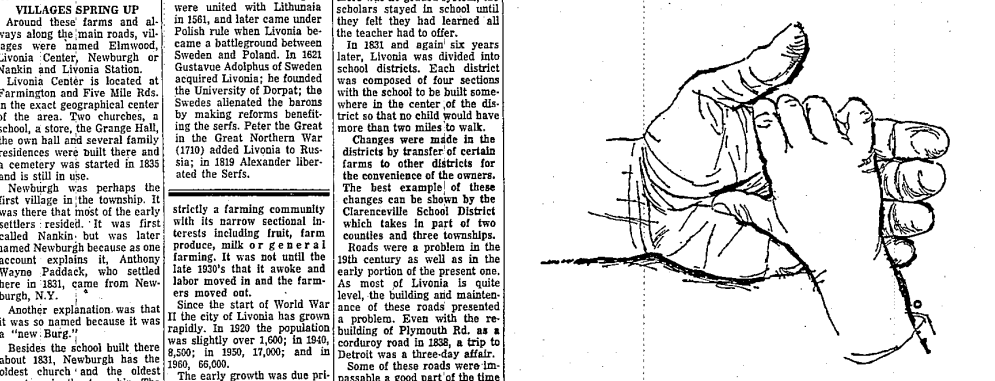 VILLAGES SPRING UP
Around these farms and al-
ways along the main roads, vil-
lages were named Elmwood,
Livonia Center, Newburgh or
Nankin and Livonia Station.
Livonia Center is located at
Farmington and Five Mile Rds.
in the exact geographical center
of the area. Two churches, a
school, a store, the Grange Hall,
the own hall and several family
residences were built there and
a cemetery was started in 1835
and is still in use.
Newburgh was perhaps the
first village in the township. It
was there that most of the early
settlers resided. It was first
called Nankin but was later
named Newburgh because as one
account explains it, Anthony
Wayne Paddack, who settled
here in 1831, came from New-
burgh, N.Y.
Another explanation was that
it was so named because it was
a "new Burg."
Besides the school built there
about 1831, Newburgh has the
oldest church and the oldest
were united with Lithunaia
in 1561, and later came under
Polish rule when Livonia be-
came a battleground between
Sweden and Poland. In 1621
Gustavue Adolphus of Sweden
acquired Livonia; he founded
the University of Dorpat; the
Swedes alienated the barons
by making reforms benefit-
ing the serfs. Peter the Great
in the Great Northern War
(1710) added Livonia to Rus-
sia; in 1819 Alexander liber-
ated the Serfs.
strictly a farming community
with its narrow sectional in-
terests including fruit, farm
produce, milk or general
farming. It was not until the
late 1930's that it awoke and
labor moved in and the farm-
ers moved out.
Since the start of World War
II the city of Livonia has grown
rapidly. In 1920 the population
was slightly over 1,600; in 1940,
8,500; in 1950, 17,000; and in
1960, 66,000.
The early growth was due pri-
scholars stayed in school until
they felt they had learned all
the teacher had to offer.
In 1831 and again six years
later, Livonia was divided into
school districts. Each district
was composed of four sections
with the school to be built some-
where in the center of the dis-
trict so that no child would have
more than two miles to walk.
Changes were made in the
districts by transfer of certain
farms to other districts for
the convenience of the owners.
The best example of these
changes can be shown by the
Clarenceville School District
which takes in part of two
counties and three townships.
Roads were a problem in the
19th century as well as in the
early portion of the present one.
As most of Livonia is quite
level, the building and mainten-
ance of these roads presented
a problem. Even with the re-
building of Plymouth Rd. as a
corduroy road in 1838, a trip to
Detroit was a three-day affair.
Some of these roads were im-
passable a good part of the time